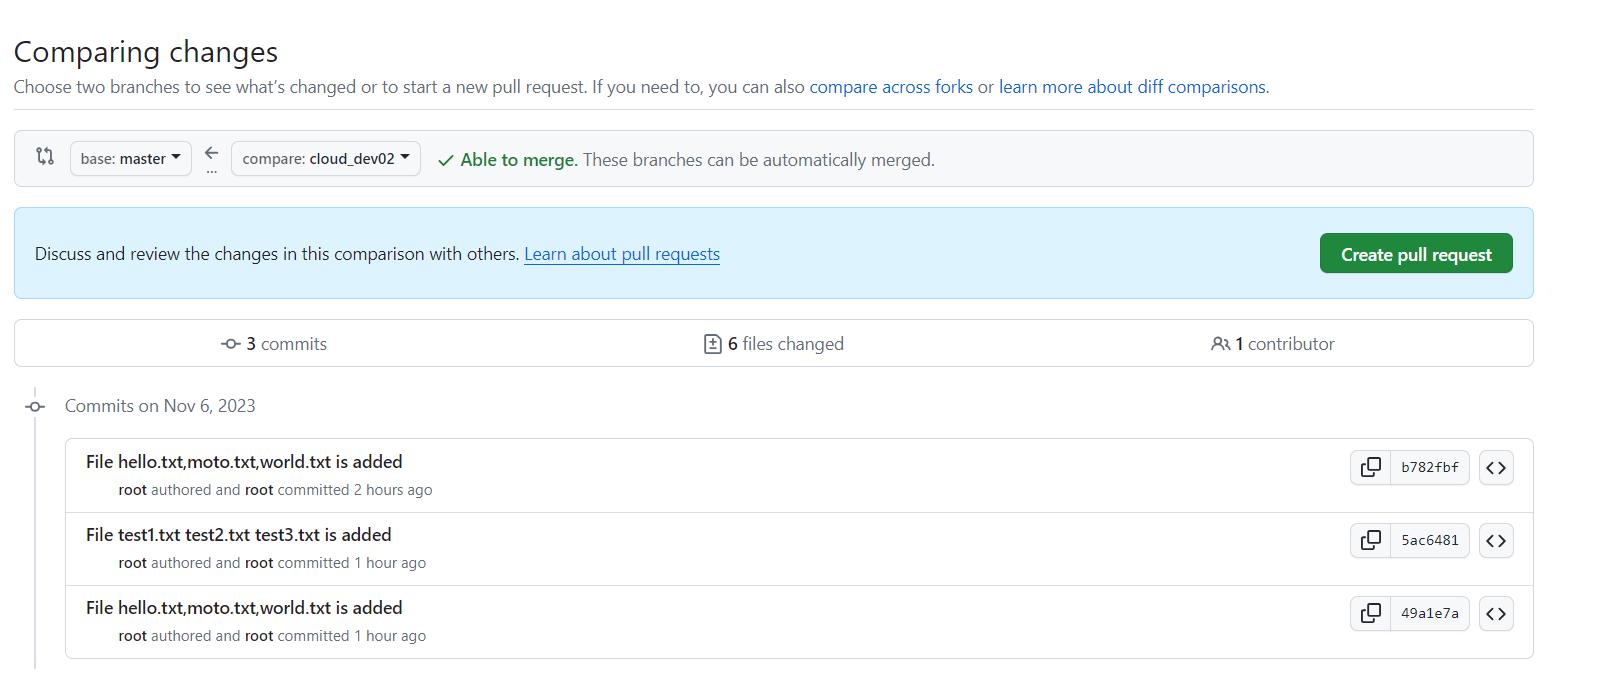 Comparing changes
Choose two branches to see what’s changed or to start a new pull request. If you need to, you can also compare across forks or learn more about diff comparisons.
base: master compare: cloud_dev02 Able to merge. These branches can be automatically merged.
Discuss and review the changes in this comparison with others. Learn about pull requests Create pull request
3 commits 6 files changed 1 contributor
Commits on Nov 6, 2023
File hello.txt,moto.txt,world.txt is added b782fbf
root authored and root committed 2 hours ago
File test1.txt test2.txt test3.txt is added 5ac6481
root authored and root committed 1 hour ago
File hello.txt,moto.txt,world.txt is added 49a1e7a
root authored and root committed 1 hour ago